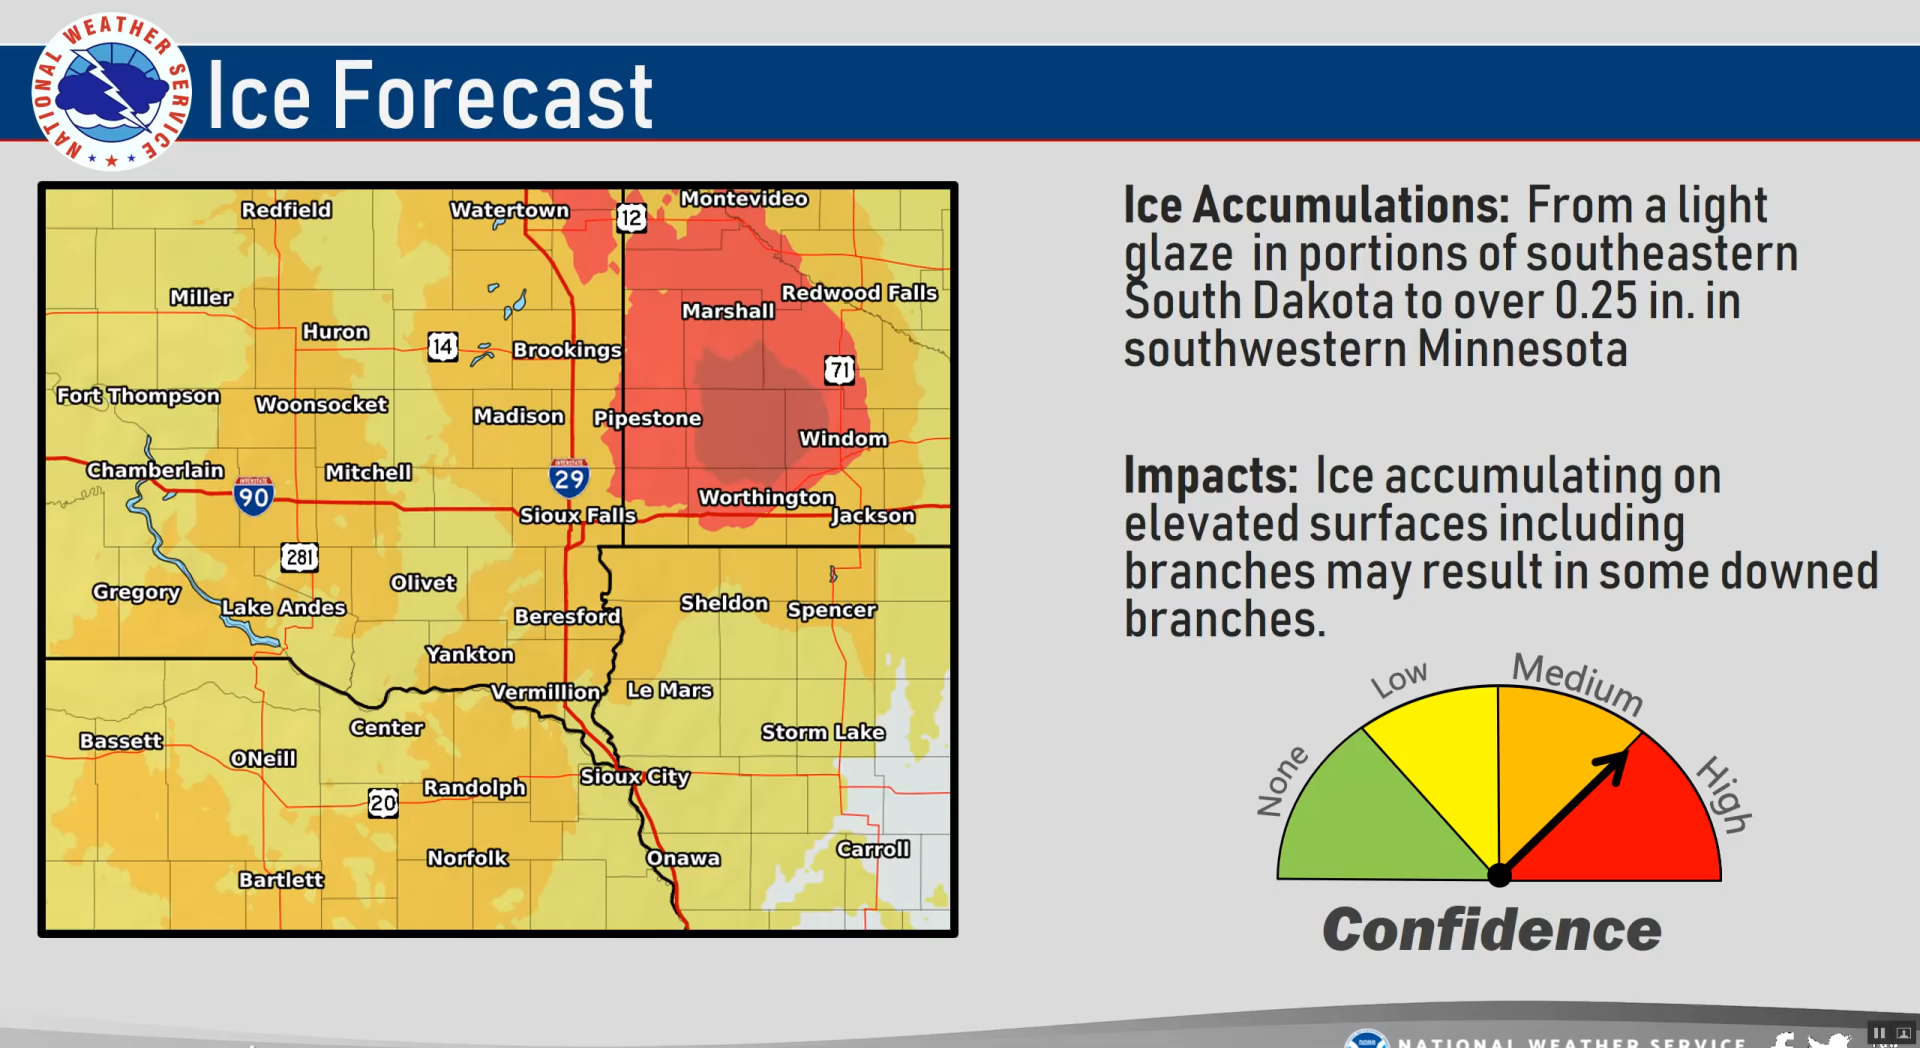 NATIONAL WEATHER SERVICE
Ice Forecast
Ice Accumulations: From a light
glaze in portions of southeastern
South Dakota to over 0.25 in. in
southwestern Minnesota
Impacts: Ice accumulating on
elevated surfaces including
branches may result in some downed
branches.
Redfield
Watertown
12
Montevideo
Miller
Redwood Falls
Marshall
Huron
14
Brookings
71
Fort Thompson
Woonsocket
Madison
Pipestone
Windom
Chamberlain
Mitchell
INTERSTATE
29
INTERSTATE
90
Worthington
Sioux Falls
Jackson
281
Gregory
Olivet
Lake Andes
Beresford
Sheldon
Spencer
Yankton
Vermillion
Le Mars
Center
Storm Lake
Bassett
ONeill
Sioux City
Randolph
20
Norfolk
Onawa
Carroll
Bartlett
None
Low
Medium
High
Confidence
NOAA
NATIONAL WEATHER SERVICE